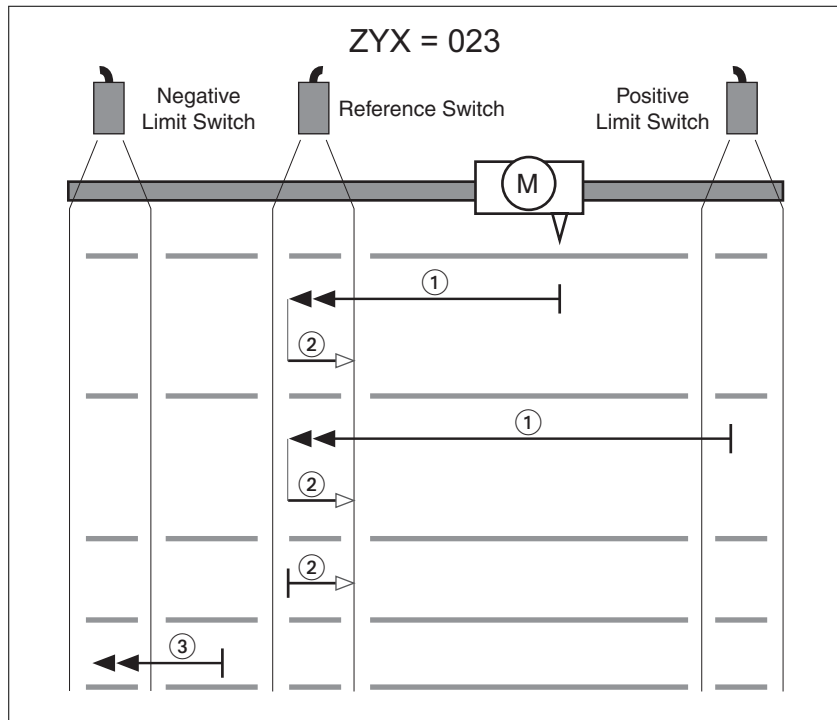 ZYX = 023
Negative
Limit Switch
Reference Switch
Positive
Limit Switch
M
1
2
1
2
2
3